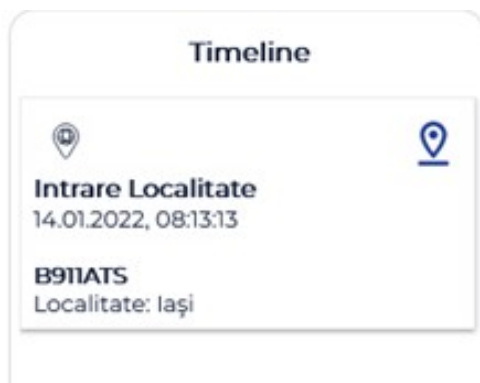 Timeline
Intrare Localitate
14.01.2022, 08:13:13
B911ATS
Localitate: Iași